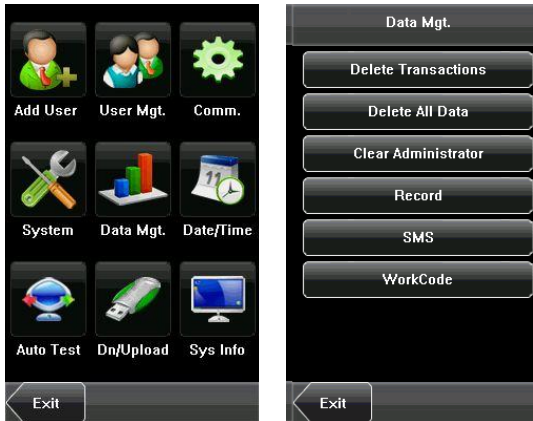 Add User User Mgt. Comm.
11
System Data Mgt. Date/Time
Auto Test Dn/Upload Sys Info
Exit
Data Mgt.
Delete Transactions
Delete All Data
Clear Administrator
Record
SMS
WorkCode
Exit